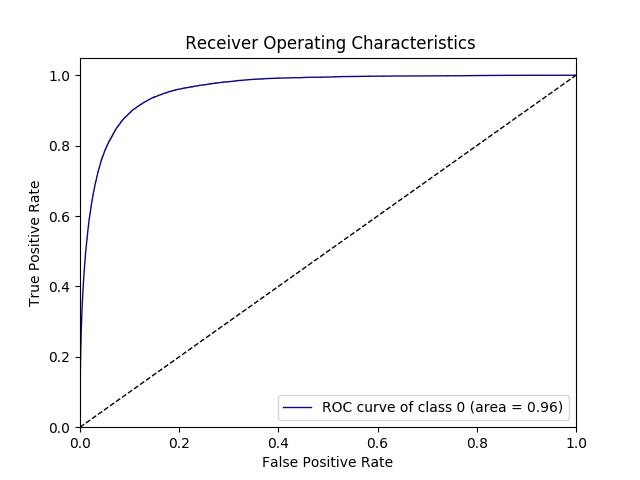 Receiver Operating Characteristics
True Positive Rate
1.0
0.8
0.6
0.4
0.2
0.0
ROC curve of class 0 (area = 0.96)
0.0 0.2 0.4 0.6 0.8 1.0
False Positive Rate